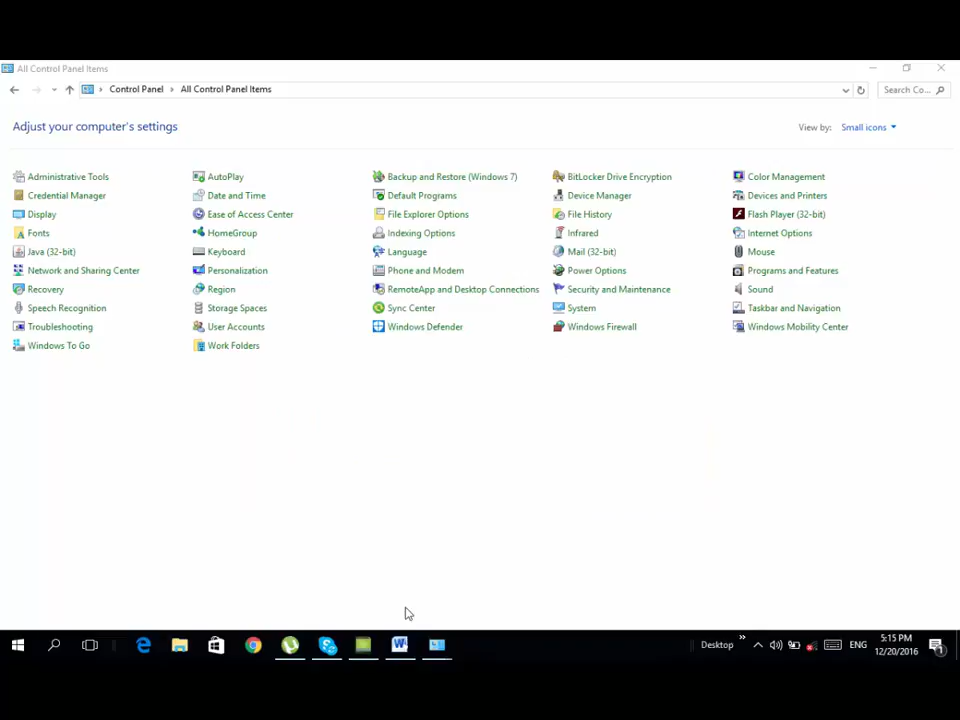 All Control Panel Items
Control Panel > All Control Panel Items
Search Co...
Adjust your computer's settings
View by: Small icons
Administrative Tools AutoPlay Backup and Restore (Windows 7) BitLocker Drive Encryption Color Management
Credential Manager Date and Time Default Programs Device Manager Devices and Printers
Display Ease of Access Center File Explorer Options File History Flash Player (32-bit)
Fonts HomeGroup Indexing Options Infrared Internet Options
Java (32-bit) Keyboard Language Mail (32-bit) Mouse
Network and Sharing Center Personalization Phone and Modem Power Options Programs and Features
Recovery Region RemoteApp and Desktop Connections Security and Maintenance Sound
Speech Recognition Storage Spaces Sync Center System Taskbar and Navigation
Troubleshooting User Accounts Windows Defender Windows Firewall Windows Mobility Center
Windows To Go Work Folders
Desktop ENG 5:15 PM
12/20/2016
1